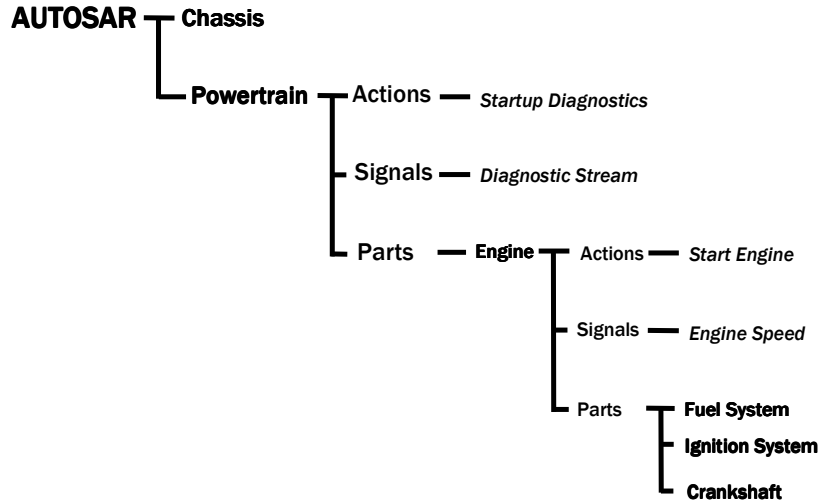 AUTOSAR Chassis
Powertrain Actions Startup Diagnostics
Signals Diagnostic Stream
Parts Engine Actions Start Engine
Signals Engine Speed
Parts Fuel System
Ignition System
Crankshaft